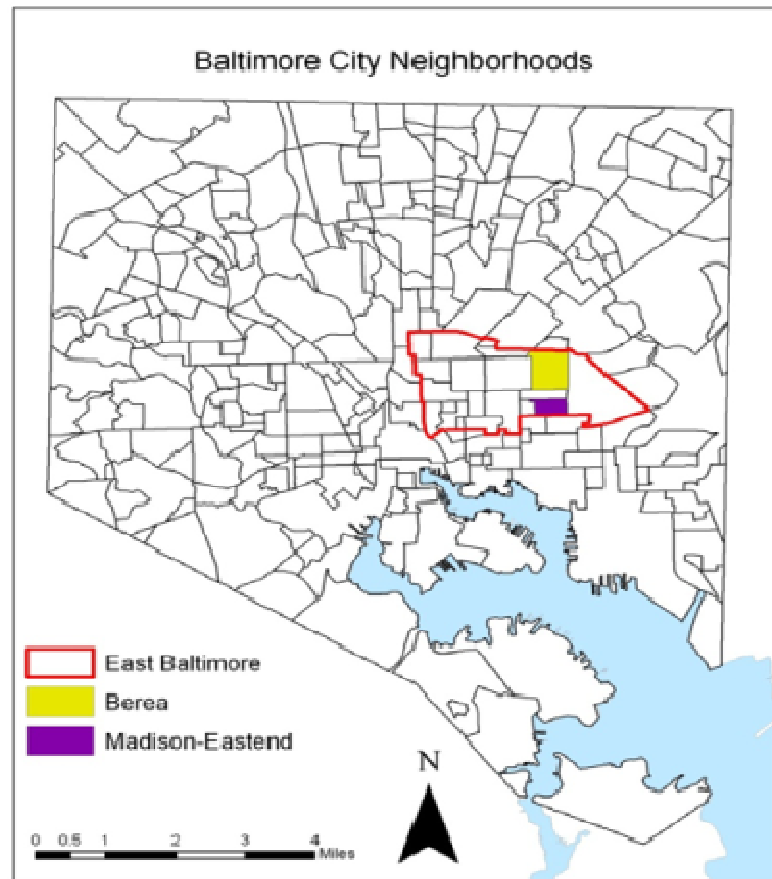 Baltimore City Neighborhoods
East Baltimore
Berea
Madison-Eastend
N
0 0.5 1 2 3 4
Miles